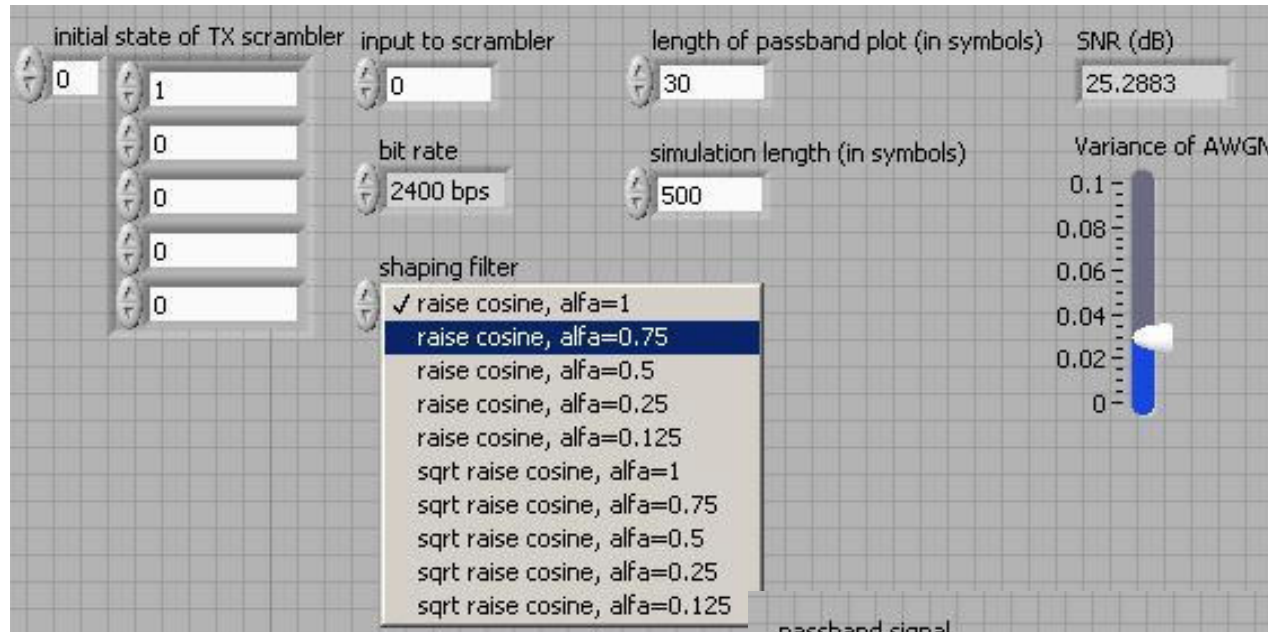 initial state of TX scrambler
input to scrambler
length of passband plot (in symbols)
SNR (dB)
0
1
0
30
25.2883
0
bit rate
simulation length (in symbols)
Variance of AWGN
0
2400 bps
500
0.1
0.08
0
shaping filter
0.06
0
✓ raise cosine, alfa=1
0.04
raise cosine, alfa=0.75
0.02
raise cosine, alfa=0.5
0
raise cosine, alfa=0.25
raise cosine, alfa=0.125
sqrt raise cosine, alfa=1
sqrt raise cosine, alfa=0.75
sqrt raise cosine, alfa=0.5
sqrt raise cosine, alfa=0.25
sqrt raise cosine, alfa=0.125
passband signal